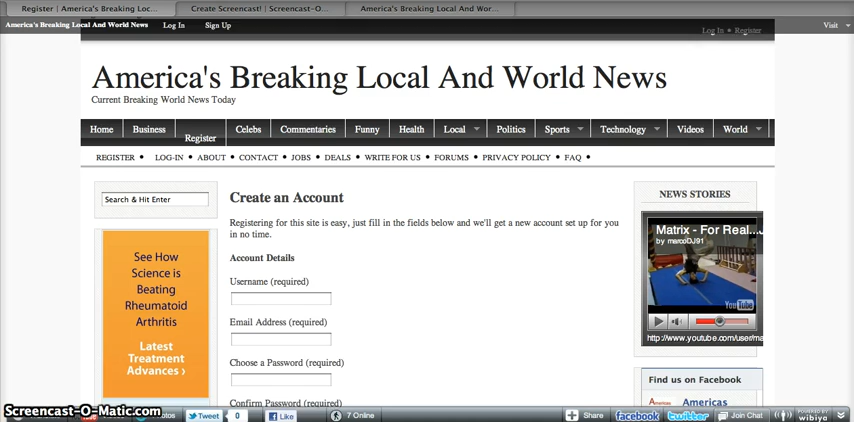 Register | America's Breaking Loc...
Create Screencast! | Screencast-O...
America's Breaking Local And Wor...
America's Breaking Local And World News
Log In
Sign Up
Visit
Log In
Register
America's Breaking Local And World News
Current Breaking World News Today
Home
Business
Register
Celebs
Commentaries
Funny
Health
Local
Politics
Sports
Technology
Videos
World
REGISTER • LOG-IN • ABOUT • CONTACT • JOBS • DEALS • WRITE FOR US • FORUMS • PRIVACY POLICY • FAQ •
Search & Hit Enter
See How
Science is
Beating
Rheumatoid
Arthritis
Latest
Treatment
Advances ›
Create an Account
Registering for this site is easy, just fill in the fields below and we'll get a new account set up for you
in no time.
Account Details
Username (required)
Email Address (required)
Choose a Password (required)
Confirm Password (required)
NEWS STORIES
Matrix - For Real...
by marcoDJ91
YouTube
http://www.youtube.com/user/ma
Find us on Facebook
Americas
Americas
Screencast-O-Matic.com
Tweet
0
Like
7 Online
Share
facebook
twitter
Join Chat
POWERED BY
wibiya